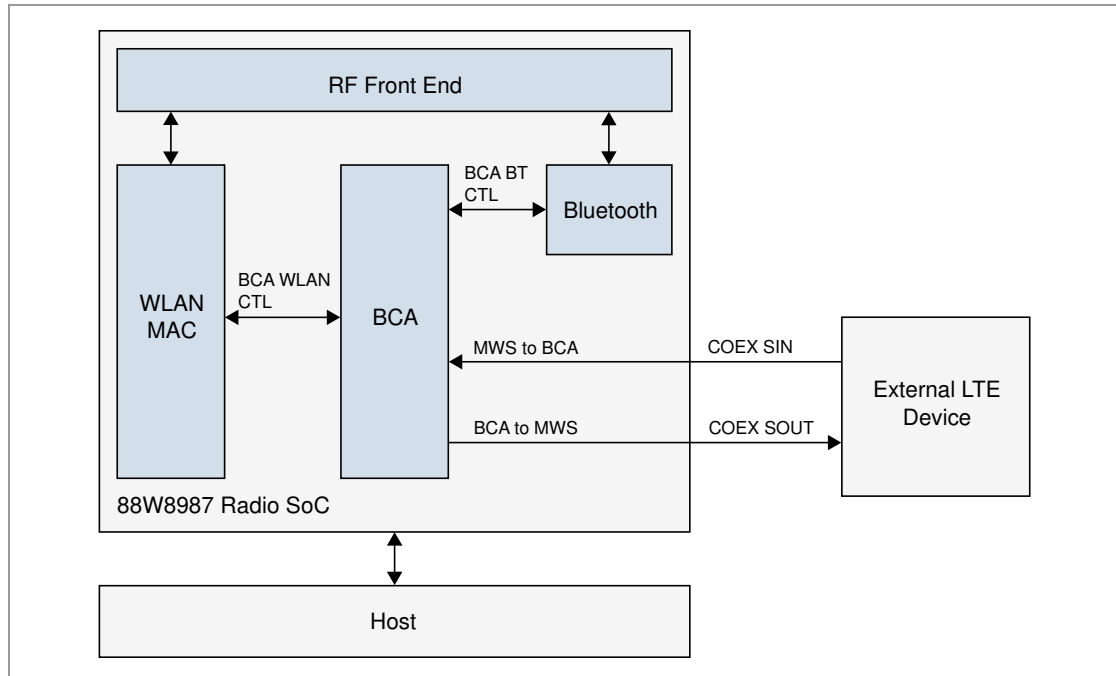 RF Front End
BCA BT
CTL
Bluetooth
BCA WLAN
CTL
WLAN
MAC
BCA
MWS to BCA
COEX SIN
External LTE
Device
BCA to MWS
COEX SOUT
88W8987 Radio SoC
Host